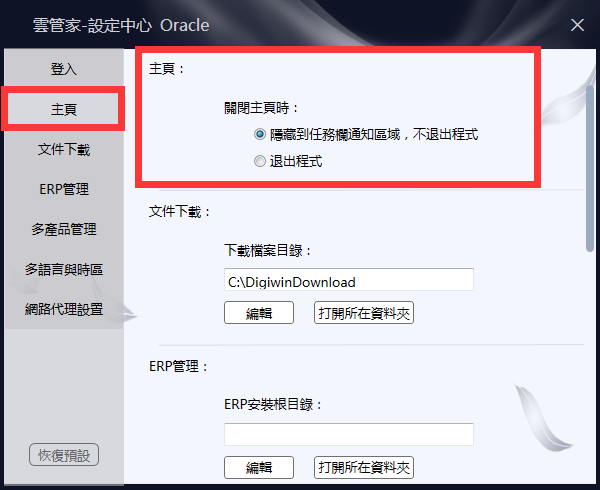 雲管家-設定中心 Oracle
登入
主頁
文件下載
ERP管理
多產品管理
多語言與時區
網路代理設置
恢復預設
主頁：
關閉主頁時：
隱藏到任務欄通知區域，不退出程式
退出程式
文件下載：
下載檔案目錄：
C:\DigiwinDownload
編輯
打開所在資料夾
ERP管理：
ERP安裝根目錄：
編輯
打開所在資料夾